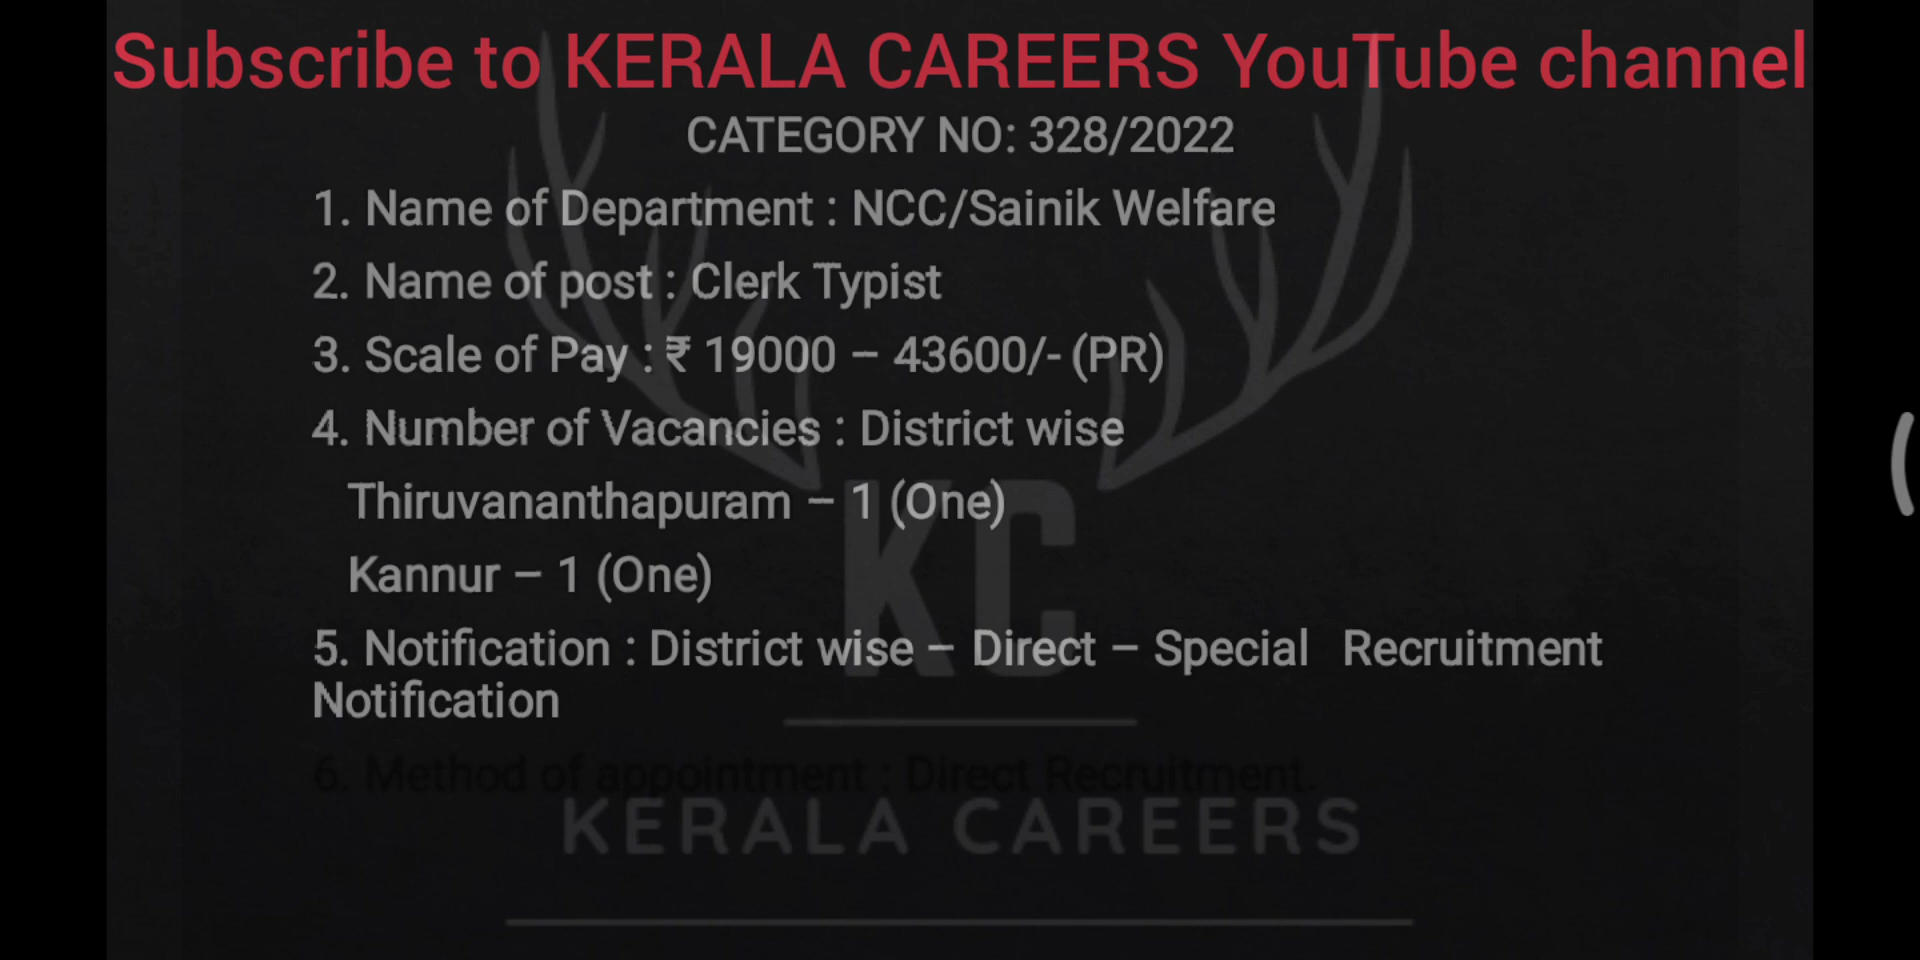 Subscribe to KERALA CAREERS YouTube channel
CATEGORY NO: 328/2022
1. Name of Department : NCC/Sainik Welfare
2. Name of post : Clerk Typist
3. Scale of Pay : ₹ 19000 – 43600/- (PR)
4. Number of Vacancies : District wise
Thiruvananthapuram – 1 (One)
Kannur – 1 (One)
KC
5. Notification : District wise – Direct – Special Recruitment
Notification
6. Method of appointment : Direct Recruitment.
KERALA CAREERS